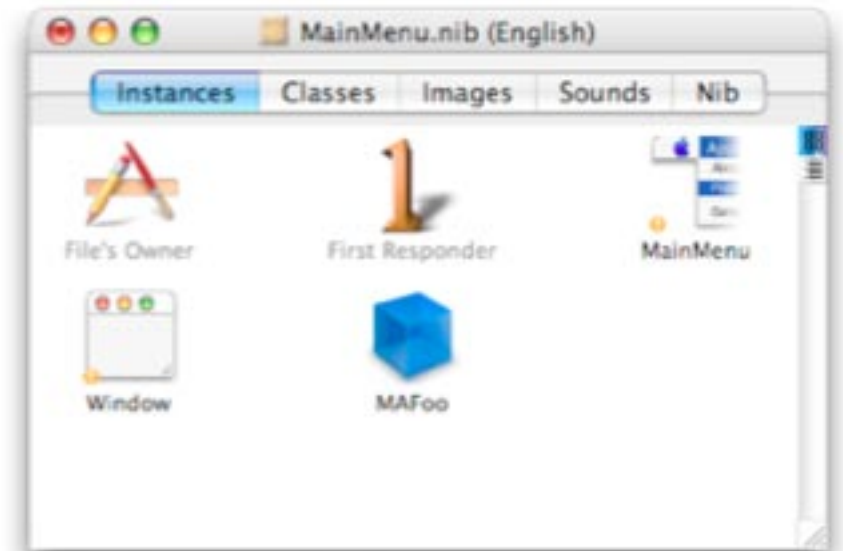 MainMenu.nib (English)
Instances Classes Images Sounds Nib
File's Owner First Responder MainMenu
Window MAFoo